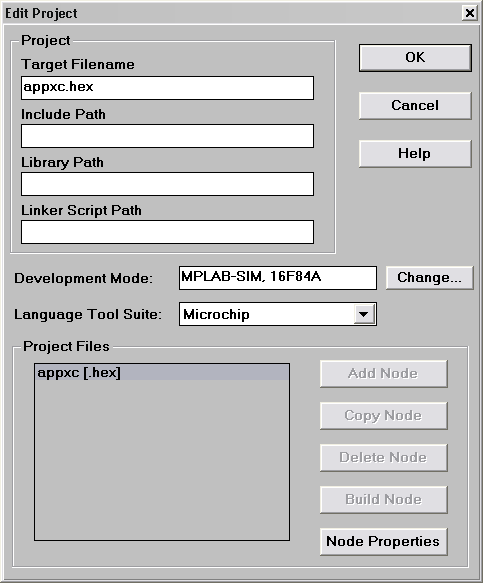 Edit Project
Project
Target Filename
appxc.hex
Include Path
Library Path
Linker Script Path
OK
Cancel
Help
Development Mode: MPLAB-SIM, 16F84A Change...
Language Tool Suite: Microchip
Project Files
appxc [.hex]
Add Node
Copy Node
Delete Node
Build Node
Node Properties